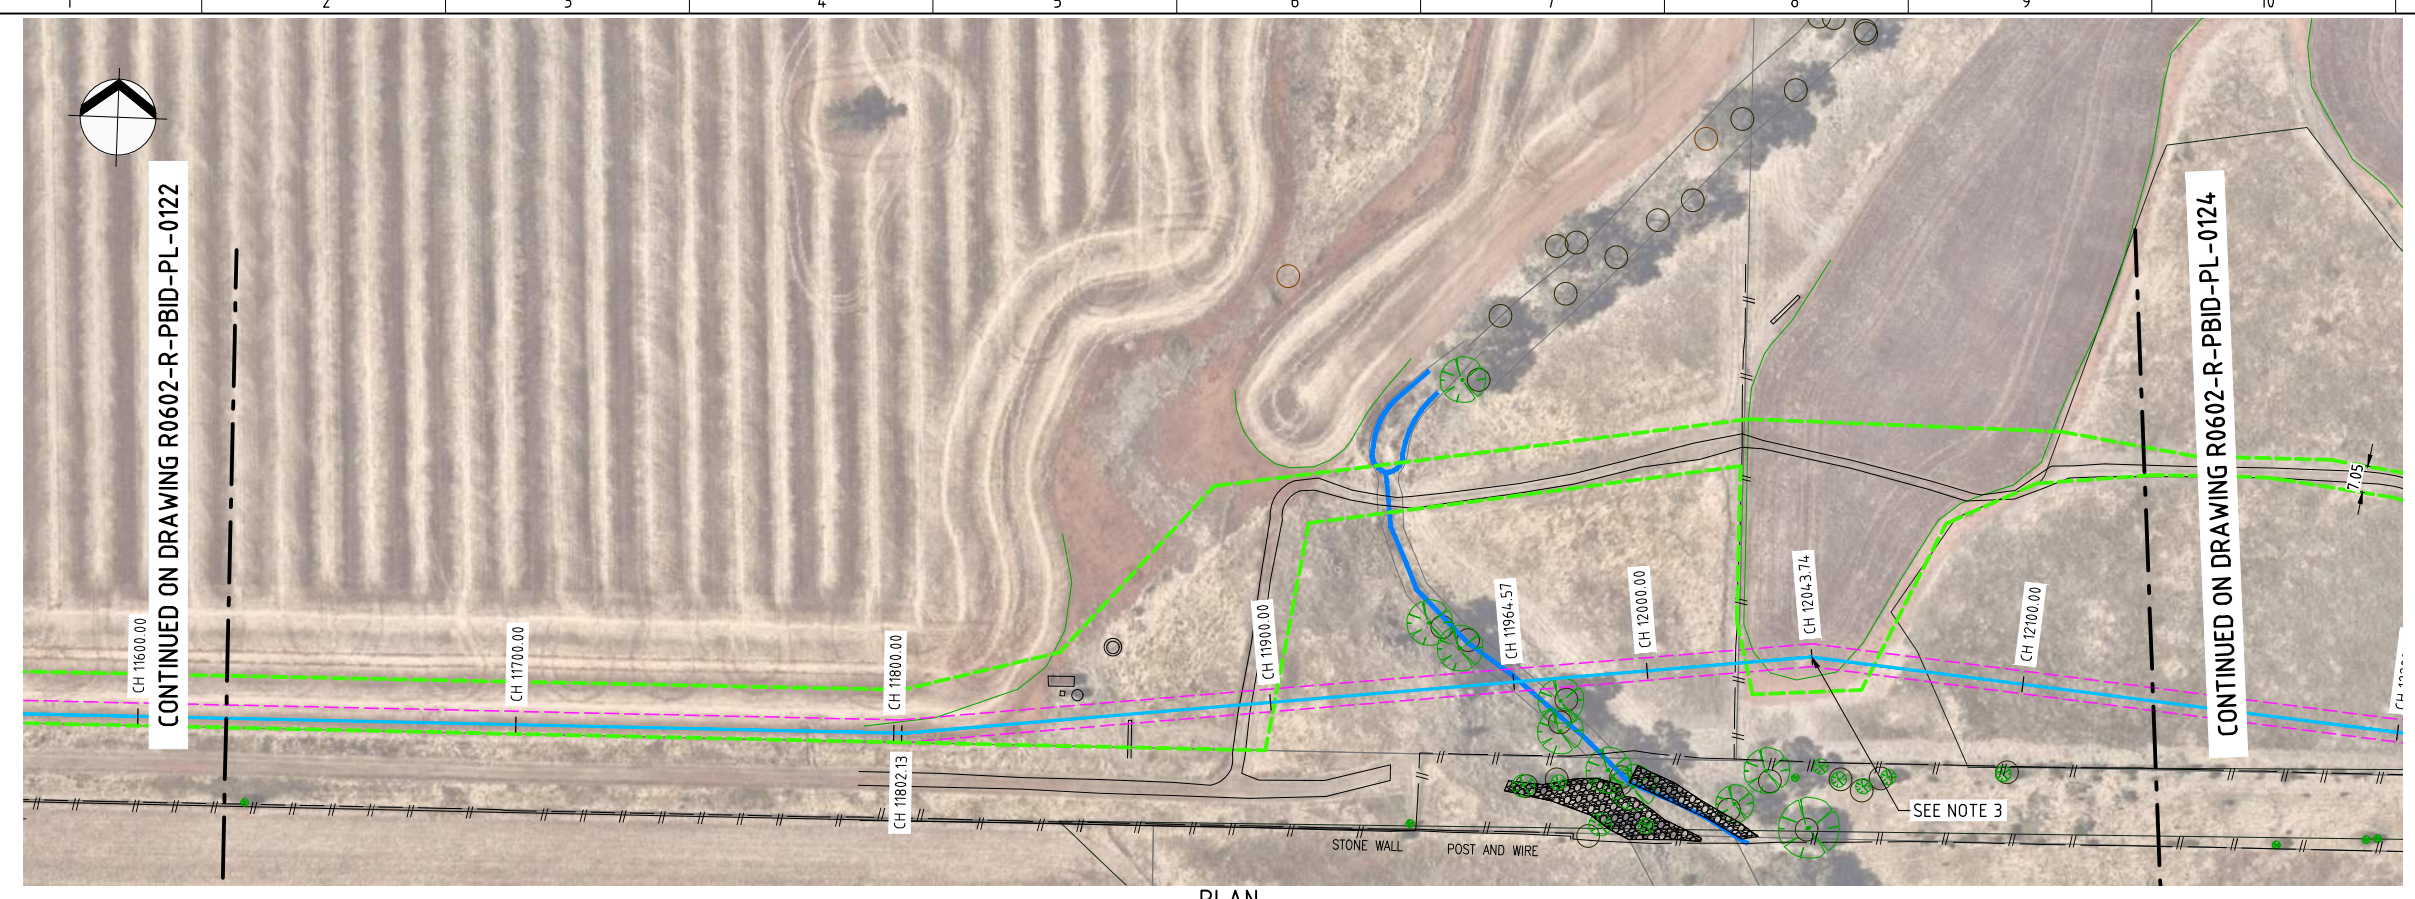 1 2 3 4 5 6 7 8 9 10
CONTINUED ON DRAWING R0602-R-PBID-PL-0122
CONTINUED ON DRAWING R0602-R-PBID-PL-0124
7.05
CH 11600.00
CH 11700.00
CH 11800.00
CH 11802.13
CH 11900.00
CH 11964.57
CH 12000.00
CH 12043.74
CH 12100.00
SEE NOTE 3
STONE WALL
POST AND WIRE
PLAN